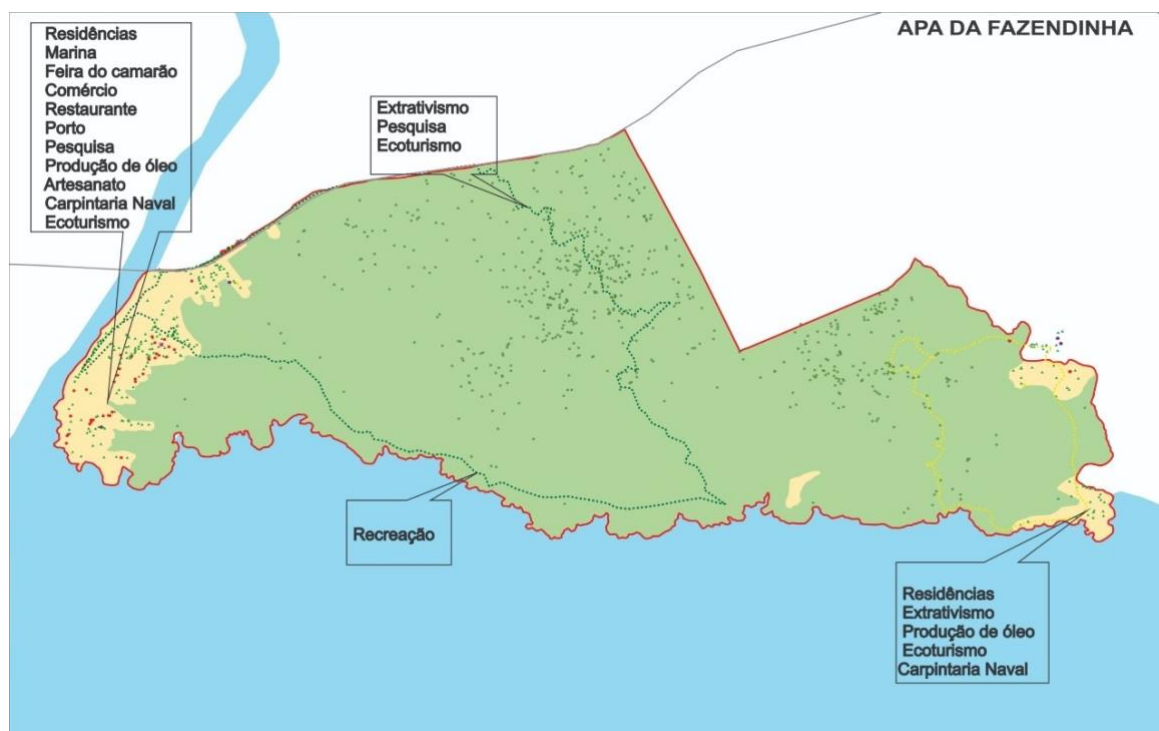 APA DA FAZENDINHA
Residências
Marina
Feira do camarão
Comércio
Restaurante
Porto
Pesquisa
Produção de óleo
Artesanato
Carpintaria Naval
Ecoturismo
Extrativismo
Pesquisa
Ecoturismo
Recreação
Residências
Extrativismo
Produção de óleo
Ecoturismo
Carpintaria Naval